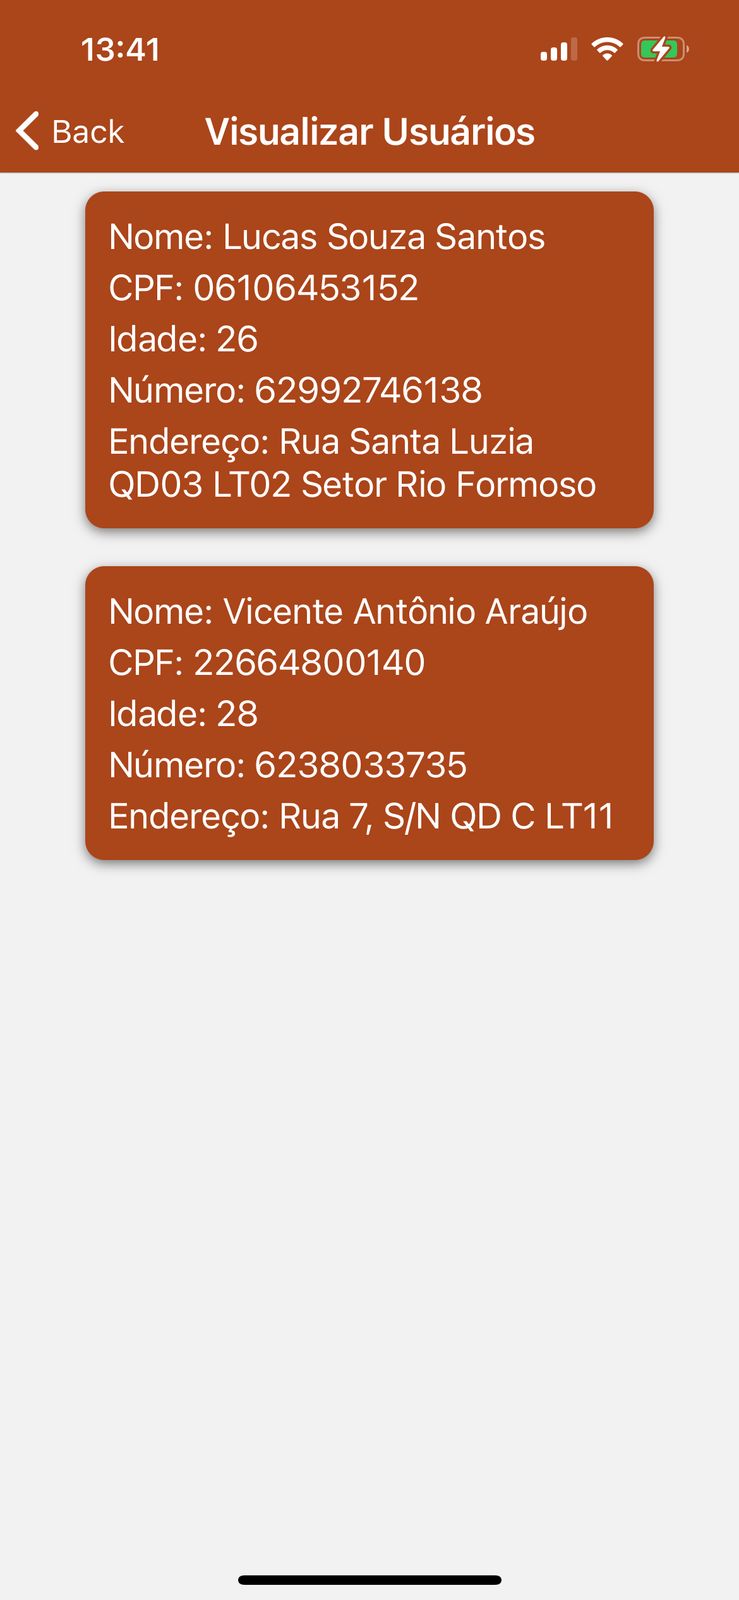 13:41
Back
Visualizar Usuários
Nome: Lucas Souza Santos
CPF: 06106453152
Idade: 26
Número: 62992746138
Endereço: Rua Santa Luzia
QD03 LT02 Setor Rio Formoso
Nome: Vicente Antônio Araújo
CPF: 22664800140
Idade: 28
Número: 6238033735
Endereço: Rua 7, S/N QD C LT11